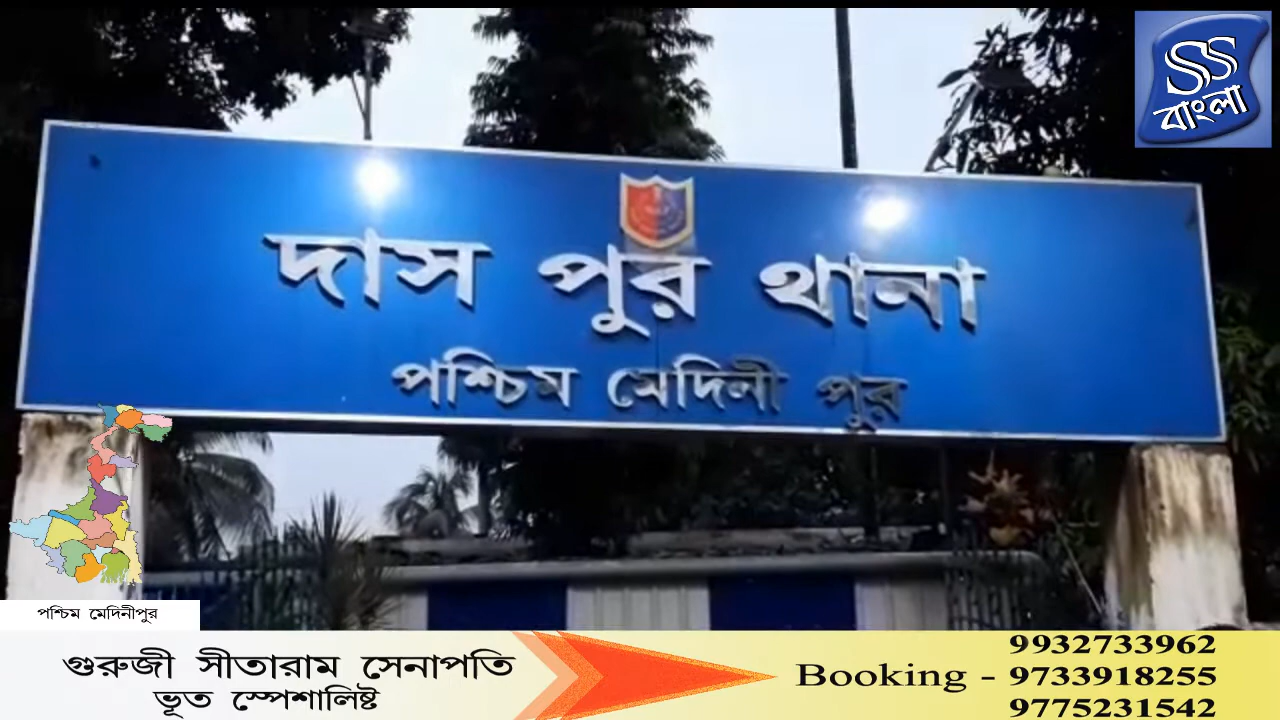 SS
বাংলা
দাস পুর থানা
পশ্চিম মেদিনী পুর
পশ্চিম মেদিনীপুর
গুরুজী সীতারাম সেনাপতি
ভূত স্পেশালিষ্ট
9932733962
Booking - 9733918255
9775231542